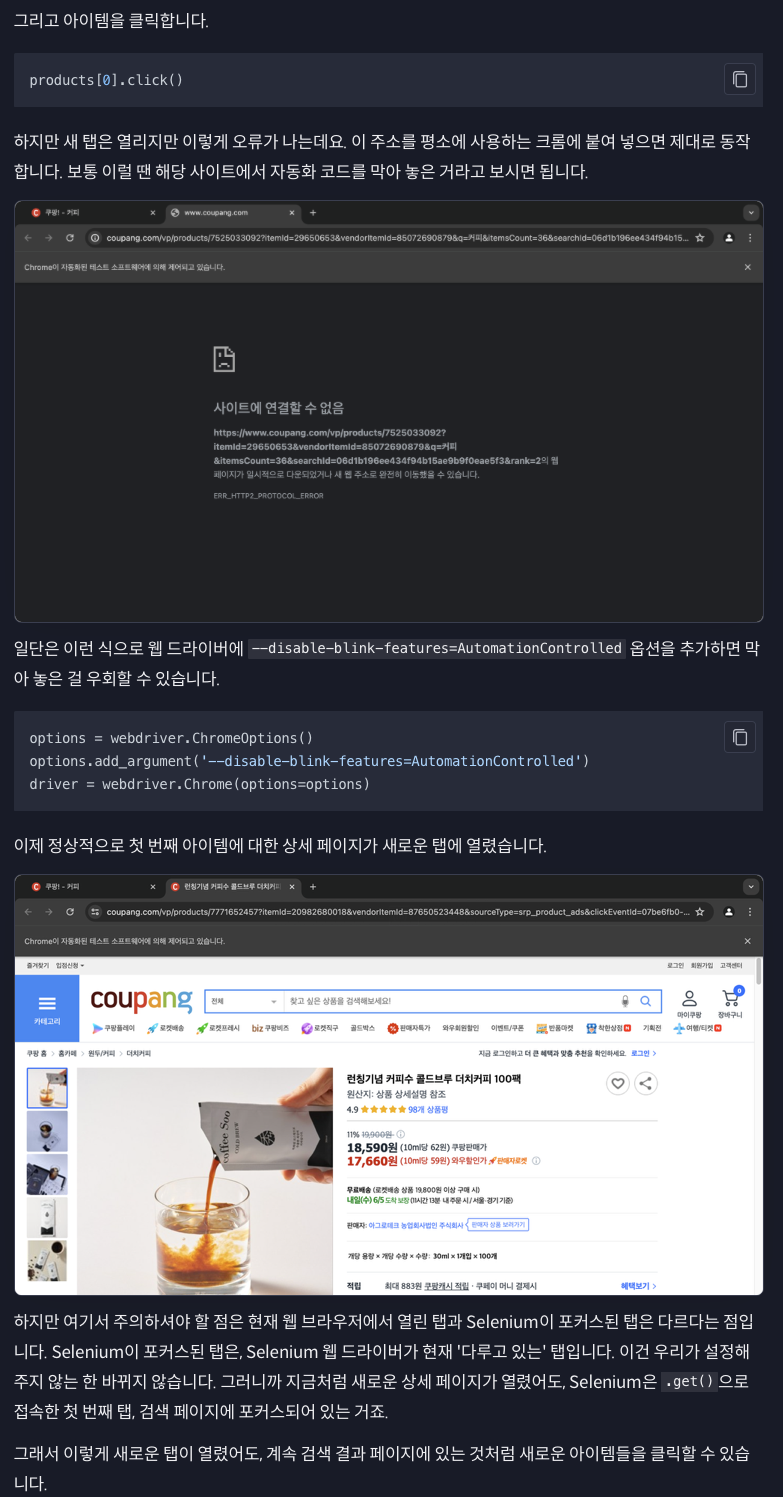 그리고 아이템을 클릭합니다.
products[0].click()
하지만 새 탭은 열리지만 이렇게 오류가 나는데요. 이 주소를 평소에 사용하는 크롬에 붙여 넣으면 제대로 동작
합니다. 보통 이럴 땐 해당 사이트에서 자동화 코드를 막아 놓은 거라고 보시면 됩니다.
쿠팡! - 커피
www.coupang.com
coupang.com/vp/products/7525033092?itemId=29650653&vendorItemId=85072690879&q=커피&itemsCount=36&searchId=06d1b196ee434f94b15...
Chrome이 자동화된 테스트 소프트웨어에 의해 제어되고 있습니다.
사이트에 연결할 수 없음
https://www.coupang.com/vp/products/7525033092?
itemId=29650653&vendorItemId=85072690879&q=커피
&itemsCount=36&searchId=06d1b196ee434f94b15ae9b9f0eae5f3&rank=2의 웹
페이지가 일시적으로 다운되었거나 새 웹 주소로 완전히 이동했을 수 있습니다.
ERR_HTTP2_PROTOCOL_ERROR
일단은 이런 식으로 웹 드라이버에 --disable-blink-features=AutomationControlled 옵션을 추가하면 막
아 놓은 걸 우회할 수 있습니다.
options = webdriver.ChromeOptions()
options.add_argument('--disable-blink-features=AutomationControlled')
driver = webdriver.Chrome(options=options)
이제 정상적으로 첫 번째 아이템에 대한 상세 페이지가 새로운 탭에 열렸습니다.
쿠팡! - 커피
런칭기념 커피수 콜드브루 더치커피
coupang.com/vp/products/7771652457?itemId=20982680018&vendorItemId=87650523448&sourceType=srp_product_ads&clickEventId=07be6fb0-...
Chrome이 자동화된 테스트 소프트웨어에 의해 제어되고 있습니다.
즐겨찾기 입점신청
로그인 회원가입 고객센터
카테고리
coupang
전체
찾고 싶은 상품을 검색해보세요!
마이쿠팡
0
장바구니
쿠팡플레이 로켓배송 로켓프레시 biz 쿠팡비즈 로켓직구 골드박스 판매자특가 와우회원할인 이벤트/쿠폰 반품마켓 착한상점 N 기획전 여행/티켓 N
쿠팡 홈 > 홈카페 > 원두/커피 > 더치커피
지금 로그인하고 더 큰 혜택과 맞춤 추천을 확인하세요. 로그인 >
런칭기념 커피수 콜드브루 더치커피 100팩
원산지: 상품 상세설명 참조
4.9 98개 상품평
11% 19,900원
18,590원 (10ml당 62원) 쿠팡판매가
17,660원 (10ml당 59원) 와우할인가 판매자로켓
무료배송 (로켓배송 상품 19,800원 이상 구매 시)
내일(수) 6/5 도착 보장 (11시간 13분 내 주문 시 / 서울·경기 기준)
판매자: 아그로테크 농업회사법인 주식회사 판매자 상품 보러가기
개당 용량 × 개당 수량 × 수량: 30ml × 1개입 × 100개
적립 최대 883원 쿠팡캐시 적립 · 쿠페이 머니 결제시 혜택보기 >
coffee Soo
COLD BREW
하지만 여기서 주의하셔야 할 점은 현재 웹 브라우저에서 열린 탭과 Selenium이 포커스된 탭은 다르다는 점입
니다. Selenium이 포커스된 탭은, Selenium 웹 드라이버가 현재 '다루고 있는' 탭입니다. 이건 우리가 설정해
주지 않는 한 바뀌지 않습니다. 그러니까 지금처럼 새로운 상세 페이지가 열렸어도, Selenium은 .get()으로
접속한 첫 번째 탭, 검색 페이지에 포커스되어 있는 거죠.
그래서 이렇게 새로운 탭이 열렸어도, 계속 검색 결과 페이지에 있는 것처럼 새로운 아이템들을 클릭할 수 있습
니다.